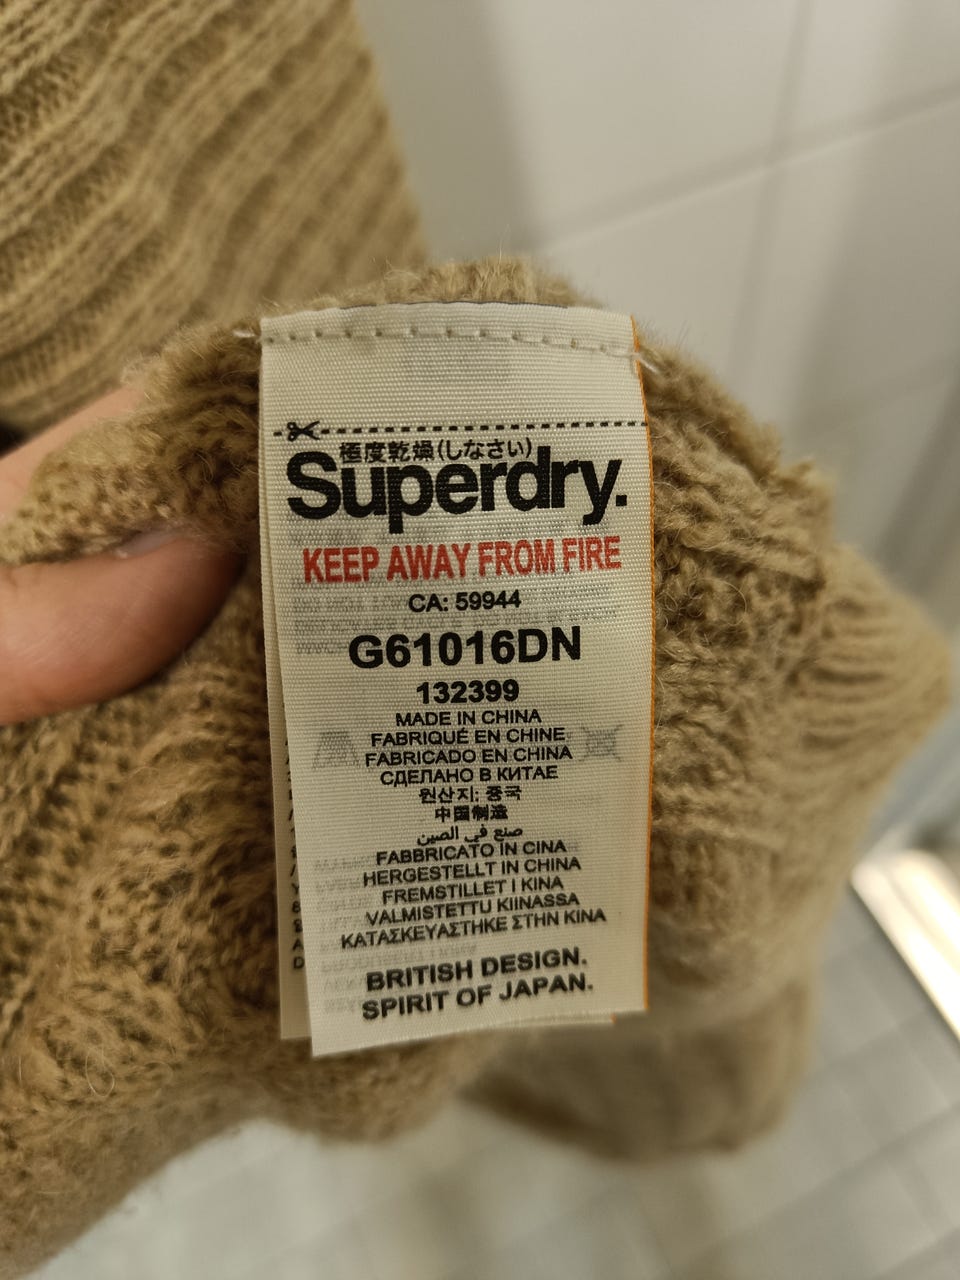 極度乾燥(しなさい)
Superdry.
KEEP AWAY FROM FIRE
CA: 59944
G61016DN
132399
MADE IN CHINA
FABRIQUÉ EN CHINE
FABRICADO EN CHINA
СДЕЛАНО В КИТАЕ
원산지: 중국
中国制造
صنع في الصين
FABBRICATO IN CINA
HERGESTELLT IN CHINA
FREMSTILLET I KINA
VALMISTETTU KIINASSA
ΚΑΤΑΣΚΕΥΑΣΤΗΚΕ ΣΤΗΝ ΚΙΝΑ
BRITISH DESIGN.
SPIRIT OF JAPAN.